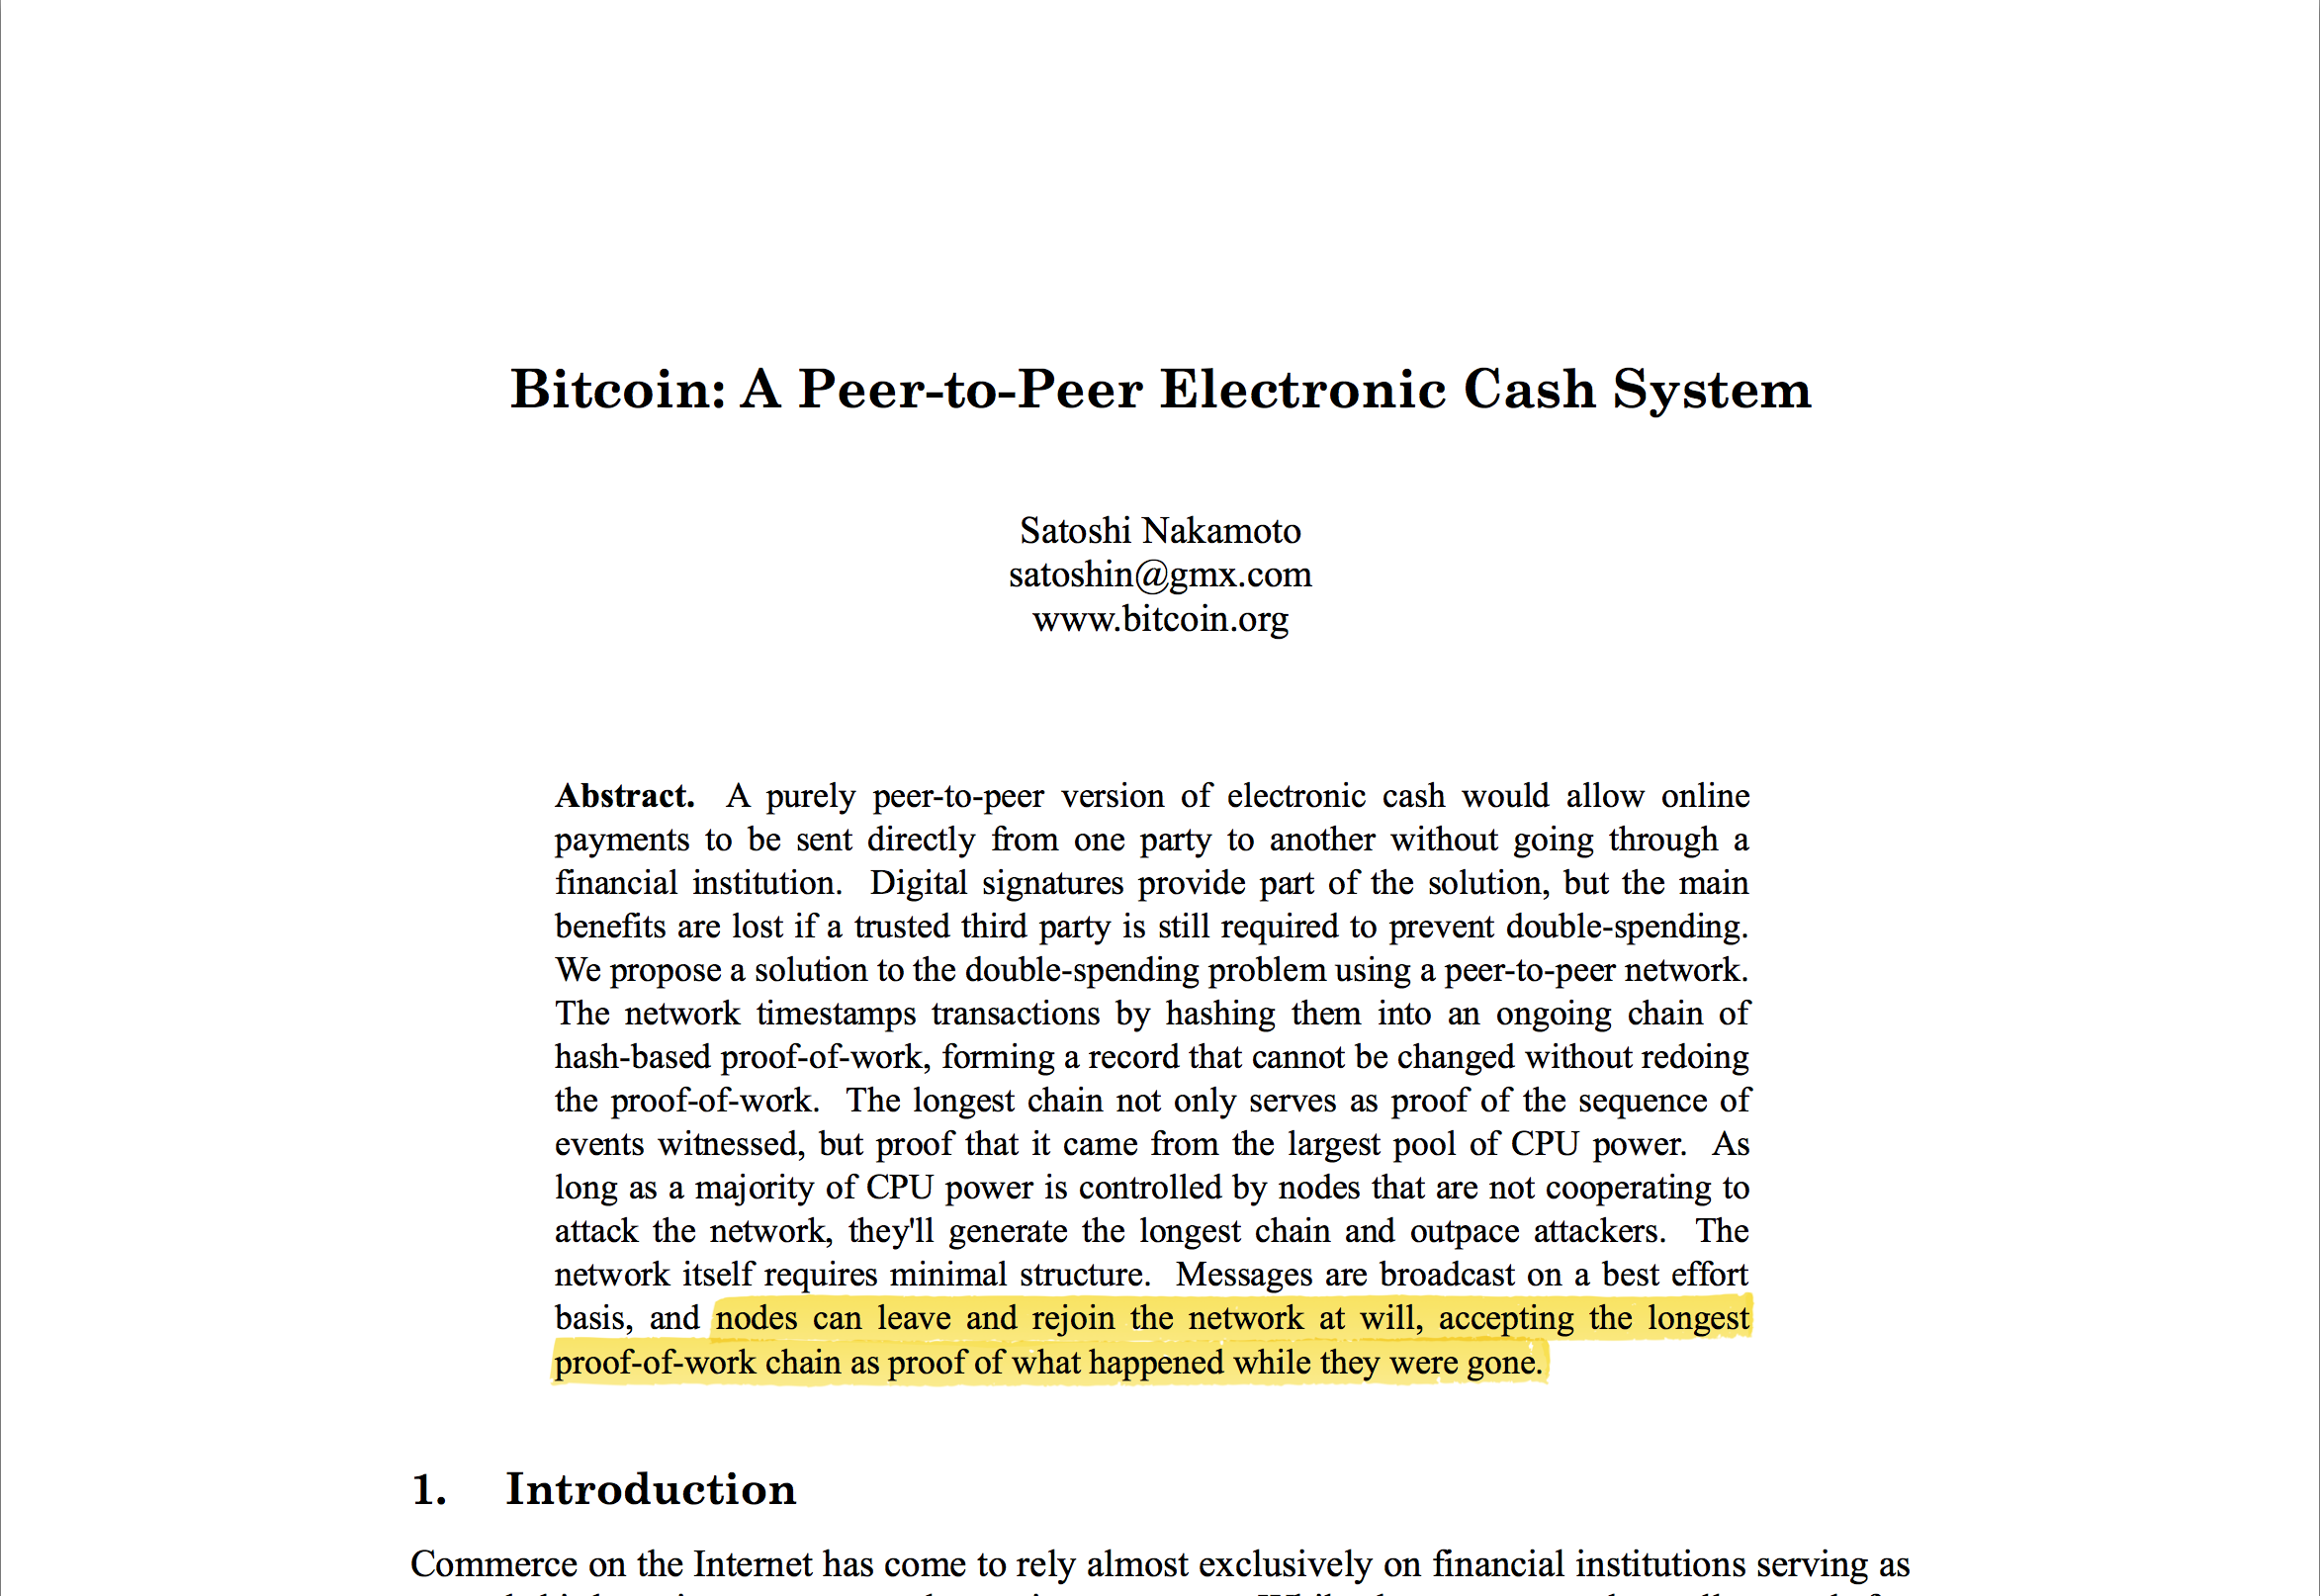 Bitcoin: A Peer-to-Peer Electronic Cash System
Satoshi Nakamoto
satoshin@gmx.com
www.bitcoin.org
Abstract. A purely peer-to-peer version of electronic cash would allow online
payments to be sent directly from one party to another without going through a
financial institution. Digital signatures provide part of the solution, but the main
benefits are lost if a trusted third party is still required to prevent double-spending.
We propose a solution to the double-spending problem using a peer-to-peer network.
The network timestamps transactions by hashing them into an ongoing chain of
hash-based proof-of-work, forming a record that cannot be changed without redoing
the proof-of-work. The longest chain not only serves as proof of the sequence of
events witnessed, but proof that it came from the largest pool of CPU power. As
long as a majority of CPU power is controlled by nodes that are not cooperating to
attack the network, they'll generate the longest chain and outpace attackers. The
network itself requires minimal structure. Messages are broadcast on a best effort
basis, and nodes can leave and rejoin the network at will, accepting the longest
proof-of-work chain as proof of what happened while they were gone.
1. Introduction
Commerce on the Internet has come to rely almost exclusively on financial institutions serving as